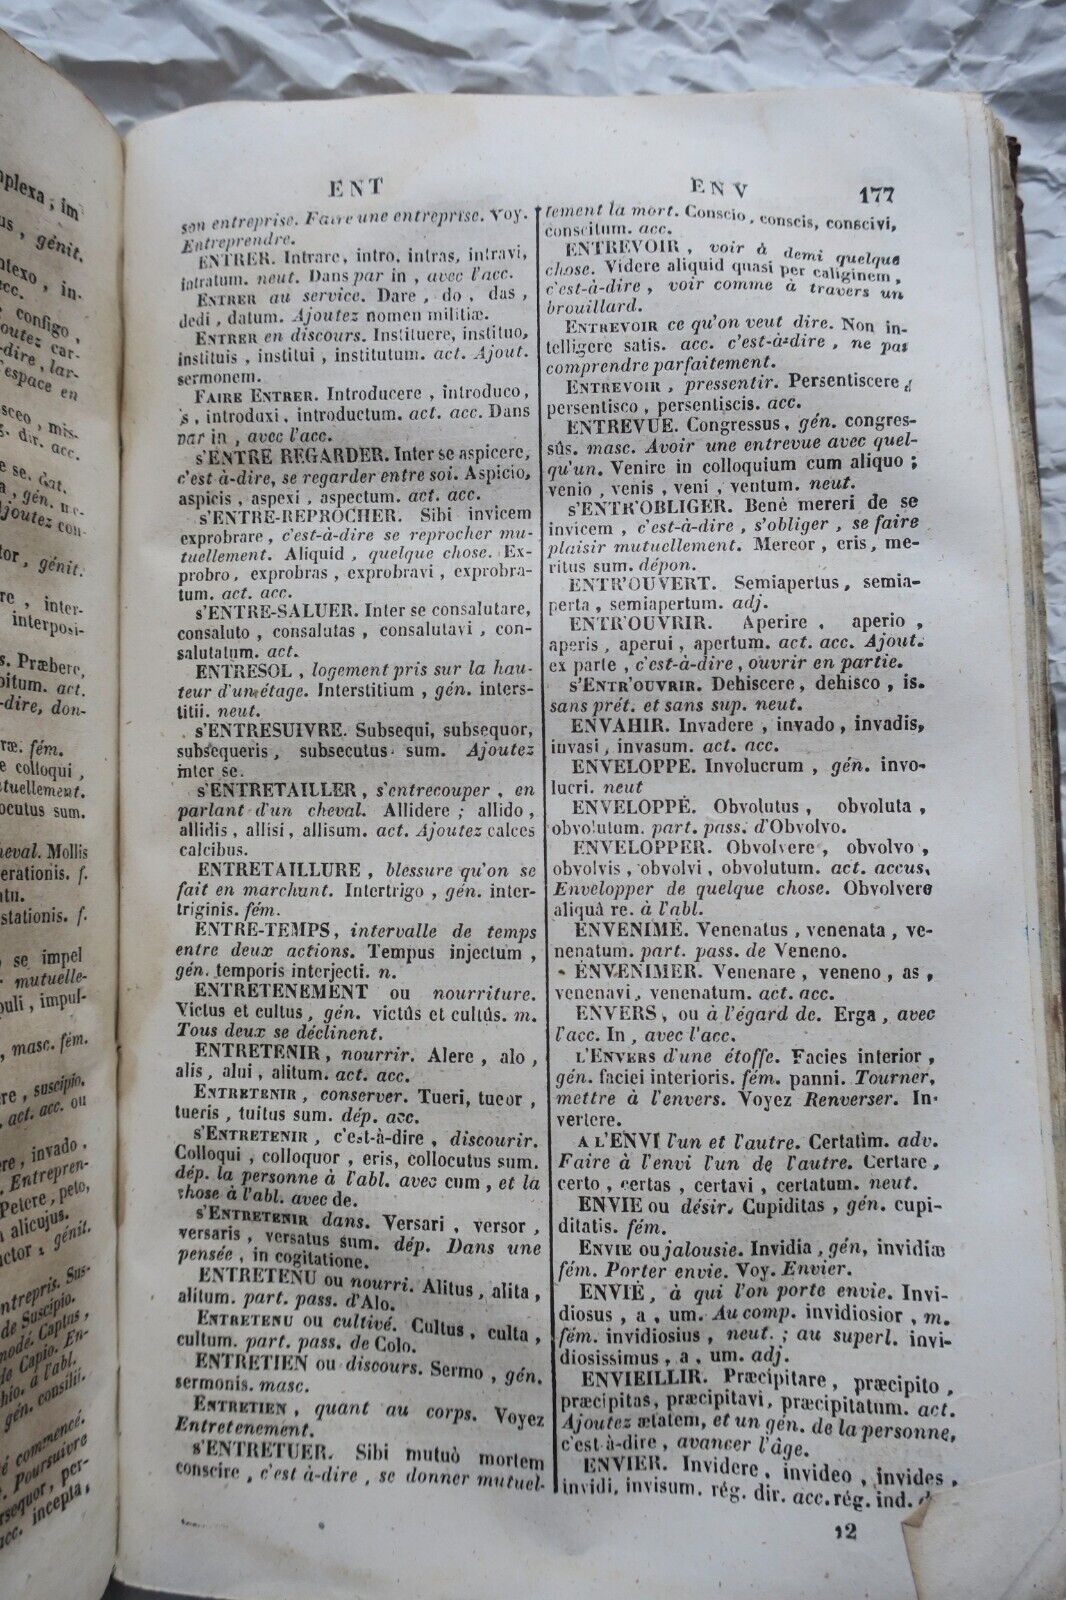 ENT
ENV
177
son entreprise. Faire une entreprise. Voy.
Entreprendre.
ENTRER. Intrare, intro, intras, intravi,
intratum. neut. Dans par in, avec l'acc.
ENTRER au service. Dare, do, das,
dedi, datum. Ajoutez nomen militiæ.
ENTRER en discours. Instituere, instituo,
instituis, institui, institutum. act. Ajout.
sermonem.
FAIRE ENTRER. Introducere, introduco,
s, introduxi, introductum. act. acc. Dans
par in, avec l'acc.
s'ENTRE REGARDER. Inter se aspicere,
c'est-à-dire, se regarder entre soi. Aspicio,
aspicis, aspexi, aspectum. act. acc.
s'ENTRE-REPROCHER. Sibi invicem
exprobrare, c'est-à-dire se reprocher mu-
tuellement. Aliquid, quelque chose. Ex-
probro, exprobras, exprobravi, exprobra-
tum. act. acc.
s'ENTRE-SALUER. Inter se consalutare,
consaluto, consalutas, consalutavi, con-
salutatum. act.
ENTRESOL, logement pris sur la hau-
teur d'un étage. Interstitium, gén. inters-
titii. neut.
s'ENTRESUIVRE. Subsequi, subsequor,
subsequeris, subsecutus sum. Ajoutez
inter se.
s'ENTRETAILLER, s'entrecouper, en
parlant d'un cheval. Allidere; allido,
allidis, allisi, allisum. act. Ajoutez calces
calcibus.
ENTRETAILLURE, blessure qu'on se
fait en marchant. Intertrigo, gén. inter-
triginis. fém.
ENTRE-TEMPS, intervalle de temps
entre deux actions. Tempus injectum,
gén. temporis interjecti. n.
ENTRETENEMENT ou nourriture.
Victus et cultus, gén. victûs et cultûs. m.
Tous deux se déclinent.
ENTRETENIR, nourrir. Alere, alo,
alis, alui, alitum. act. acc.
ENTRETENIR, conserver. Tueri, tueor,
tueris, tuitus sum. dép. acc.
s'ENTRETENIR, c'est-à-dire, discourir.
Colloqui, colloquor, eris, collocutus sum.
dép. la personne à l'abl. avec cum, et la
chose à l'abl. avec de.
s'ENTRETENIR dans. Versari, versor,
versaris, versatus sum. dép. Dans une
pensée, in cogitatione.
ENTRETENU ou nourri. Alitus, alita,
alitum. part. pass. d'Alo.
ENTRETENU ou cultivé. Cultus, culta,
cultum. part. pass. de Colo.
ENTRETIEN ou discours. Sermo, gén.
sermonis. masc.
ENTRETIEN, quant au corps. Voyez
Entretenement.
s'ENTRETUER. Sibi mutuò mortem
conscire, c'est à-dire, se donner mutuel-
lement la mort. Conscio, conscis, conscivi,
conscitum. acc.
ENTREVOIR, voir à demi quelque
chose. Videre aliquid quasi per caliginem,
c'est-à-dire, voir comme à travers un
brouillard.
ENTREVOIR ce qu'on veut dire. Non in-
telligere satis. acc. c'est-à-dire, ne pas
comprendre parfaitement.
ENTREVOIR, pressentir. Persentiscere,
persentisco, persentiscis. acc.
ENTREVUE. Congressus, gén. congres-
sûs. masc. Avoir une entrevue avec quel-
qu'un. Venire in colloquium cum aliquo;
venio, venis, veni, ventum. neut.
s'ENTR'OBLIGER. Benè mereri de se
invicem, c'est-à-dire, s'obliger, se faire
plaisir mutuellement. Mereor, eris, me-
ritus sum. dépon.
ENTR'OUVERT. Semiapertus, semia-
perta, semiapertum. adj.
ENTR'OUVRIR. Aperire, aperio,
aperis, aperui, apertum. act. acc. Ajout.
ex parte, c'est-à-dire, ouvrir en partie.
s'ENTR'OUVRIR. Dehiscere, dehisco, is.
sans prét. et sans sup. neut.
ENVAHIR. Invadere, invado, invadis,
invasi, invasum. act. acc.
ENVELOPPE. Involucrum, gén. invo-
lucri. neut
ENVELOPPÉ. Obvolutus, obvoluta,
obvolutum. part. pass. d'Obvolvo.
ENVELOPPER. Obvolvere, obvolvo,
obvolvis, obvolvi, obvolutum. act. accus.
Envelopper de quelque chose. Obvolvere
aliquâ re. à l'abl.
ENVENIMÉ. Venenatus, venenata, ve-
nenatum. part. pass. de Veneno.
ENVENIMER. Venenare, veneno, as,
venenavi, venenatum. act. acc.
ENVERS, ou à l'égard de. Erga, avec
l'acc. In, avec l'acc.
L'ENVERS d'une étoffe. Facies interior,
gén. faciei interioris. fém. panni. Tourner,
mettre à l'envers. Voyez Renverser. In-
vertere.
A L'ENVI l'un et l'autre. Certatìm. adv.
Faire à l'envi l'un de l'autre. Certare,
certo, certas, certavi, certatum. neut.
ENVIE ou désir. Cupiditas, gén. cupi-
ditatis. fém.
ENVIE ou jalousie. Invidia, gén, invidiæ
fém. Porter envie. Voy. Envier.
ENVIÉ, à qui l'on porte envie. Invi-
diosus, a, um. Au comp. invidiosior, m.
fém. invidiosius, neut.; au superl. invi-
diosissimus, a, um. adj.
ENVIEILLIR. Præcipitare, præcipito,
præcipitas, præcipitavi, præcipitatum. act.
Ajoutez ætatem, et un gén. de la personne,
c'est à-dire, avancer l'âge.
ENVIER. Invidere, invideo, invides,
invidi, invisum. rég. dir. acc. rég. ind.
12